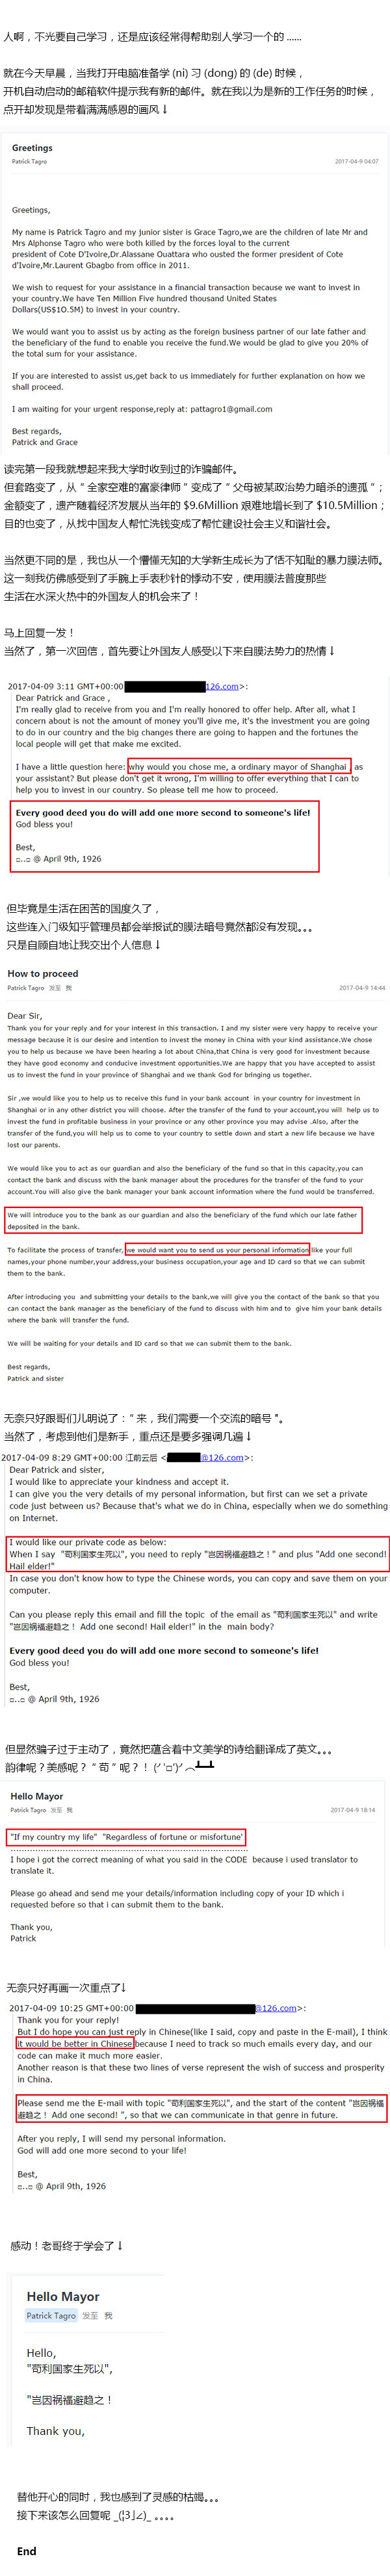 人啊，不光要自己学习，还是应该经常得帮助别人学习一个的 ......
就在今天早晨，当我打开电脑准备学 (ni) 习 (dong) 的 (de) 时候，
开机自动启动的邮箱软件提示我有新的邮件。就在我以为是新的工作任务的时候，
点开却发现是带着满满感恩的画风↓
Greetings
Patrick Tagro 2017-04-9 04:07
Greetings,
My name is Patrick Tagro and my junior sister is Grace Tagro,we are the children of late Mr and
Mrs Alphonse Tagro who were both killed by the forces loyal to the current
president of Cote D'Ivoire,Dr.Alassane Ouattara who ousted the former president of Cote
d'Ivoire,Mr.Laurent Gbagbo from office in 2011.
We wish to request for your assistance in a financial transaction because we want to invest in
your country.We have Ten Million Five hundred thousand United States
Dollars(US$1O.5M) to invest in your country.
We would want you to assist us by acting as the foreign business partner of our late father and
the beneficiary of the fund to enable you receive the fund.We would be glad to give you 20% of
the total sum for your assistance.
If you are interested to assist us,get back to us immediately for further explanation on how we
shall proceed.
I am waiting for your urgent response,reply at: pattagro1@gmail.com
Best regards,
Patrick and Grace
读完第一段我就想起来我大学时收到过的诈骗邮件。
但套路变了，从 “ 全家空难的富豪律师 ” 变成了 “ 父母被某政治势力暗杀的遗孤 ” ；
金额变了，遗产随着经济发展从当年的 $9.6Million 艰难地增长到了 $10.5Million；
目的也变了，从找中国友人帮忙洗钱变成了帮忙建设社会主义和谐社会。
当然更不同的是，我也从一个懵懂无知的大学新生成长为了恬不知耻的暴力膜法师。
这一刻我仿佛感受到了手腕上手表秒针的悸动不安，使用膜法普度那些
生活在水深火热中的外国友人的机会来了！
马上回复一发！
当然了，第一次回信，首先要让外国友人感受以下来自膜法势力的热情↓
2017-04-09 3:11 GMT+00:00 126.com>:
Dear Patrick and Grace ,
I'm really glad to receive from you and I'm really honored to offer help. After all, what I
concern about is not the amount of money you'll give me, it's the investment you are going
to do in our country and the big changes there are going to happen and the fortunes the
local people will get that make me excited.
I have a little question here: why would you chose me, a ordinary mayor of Shanghai , as
your assistant? But please don't get it wrong, I'm willing to offer everything that I can to
help you to invest in our country. So please tell me how to proceed.
Every good deed you do will add one more second to someone's life!
God bless you!
Best,
□..□ @ April 9th, 1926
但毕竟是生活在困苦的国度久了，
这些连入门级知乎管理员都会举报试的膜法暗号竟然都没有发现。。。
只是自顾自地让我交出个人信息↓
How to proceed
Patrick Tagro 发至 我 2017-04-9 14:44
Dear Sir,
Thank you for your reply and for your interest in this transaction. I and my sister were very happy to receive your
message because it is our desire and intention to invest the money in China with your kind assistance.We chose
you to help us because we have been hearing a lot about China,that China is very good for investment because
they have good economy and conducive investment opportunities.We are happy that you have accepted to assist
us to invest the fund in your province of Shanghai and we thank God for bringing us together.
Sir ,we would like you to help us to receive this fund in your bank account in your country for investment in
Shanghai or in any other district you will choose. After the transfer of the fund to your account,you will help us to
invest the fund in profitable business in your province or any other province you may advise .Also, after the
transfer of the fund,you will help us to come to your country to settle down and start a new life because we have
lost our parents.
We would like you to act as our guardian and also the beneficiary of the fund so that in this capacity,you can
contact the bank and discuss with the bank manager about the procedures for the transfer of the fund to your
account.You will also give the bank manager your bank account information where the fund would be transferred.
We will introduce you to the bank as our guardian and also the beneficiary of the fund which our late father
deposited in the bank.
To facilitate the process of transfer, we would want you to send us your personal information like your full
names,your phone number,your address,your business occupation,your age and ID card so that we can submit
them to the bank.
After introducing you and submitting your details to the bank,we will give you the contact of the bank so that you
can contact the bank manager as the beneficiary of the fund to discuss with him and to give him your bank details
where the bank will transfer the fund.
We will be waiting for your details and ID card so that we can submit them to the bank.
Best regards,
Patrick and sister
无奈只好跟哥们儿明说了：“ 来，我们需要一个交流的暗号 "。
当然了，考虑到他们是新手，重点还是要多强调几遍↓
2017-04-09 8:29 GMT+00:00 江前云后 < @126.com>:
Dear Patrick and sister,
I would like to appreciate your kindness and accept it.
I can give you the very details of my personal information, but first can we set a private
code just between us? Because that's what we do in China, especially when we do something
on Internet.
I would like our private code as below:
When I say "苟利国家生死以", you need to reply "岂因祸福避趋之！" and plus "Add one second!
Hail elder!"
In case you don't know how to type the Chinese words, you can copy and save them on your
computer.
Can you please reply this email and fill the topic of the email as "苟利国家生死以" and write
"岂因祸福避趋之！ Add one second! Hail elder!" in the main body?
Every good deed you do will add one more second to someone's life!
God bless you!
Best,
□..□ @ April 9th, 1926
但显然骗子过于主动了，竟然把蕴含着中文美学的诗给翻译成了英文。。。
韵律呢？美感呢？ “ 苟 ” 呢？！ (╯'□')╯︵┻━┻
Hello Mayor
Patrick Tagro 发至 我 2017-04-9 18:14
"If my country my life" "Regardless of fortune or misfortune'
I hope i got the correct meaning of what you said in the CODE because i used translator to
translate it.
Please go ahead and send me your details/information including copy of your ID which i
requested before so that i can submit them to the bank.
Thank you,
Patrick
无奈只好再画一次重点了↓
2017-04-09 10:25 GMT+00:00 @126.com>:
Thank you for your reply!
But I do hope you can just reply in Chinese(like I said, copy and paste in the E-mail), I think
it would be better in Chinese because I need to track so much emails every day, and our
code can make it much more easier.
Another reason is that these two lines of verse represent the wish of success and prosperity
in China.
Please send me the E-mail with topic "苟利国家生死以", and the start of the content "岂因祸福
避趋之！ Add one second! ", so that we can communicate in that genre in future.
After you reply, I will send my personal information.
God will add one more second to your life!
Best,
□..□ @ April 9th, 1926
感动！老哥终于学会了↓
Hello Mayor
Patrick Tagro 发至 我
Hello,
"苟利国家生死以",
"岂因祸福避趋之！
Thank you,
替他开心的同时，我也感到了灵感的枯竭。。。
接下来该怎么回复呢 _(:3」∠)_ 。。。。
End